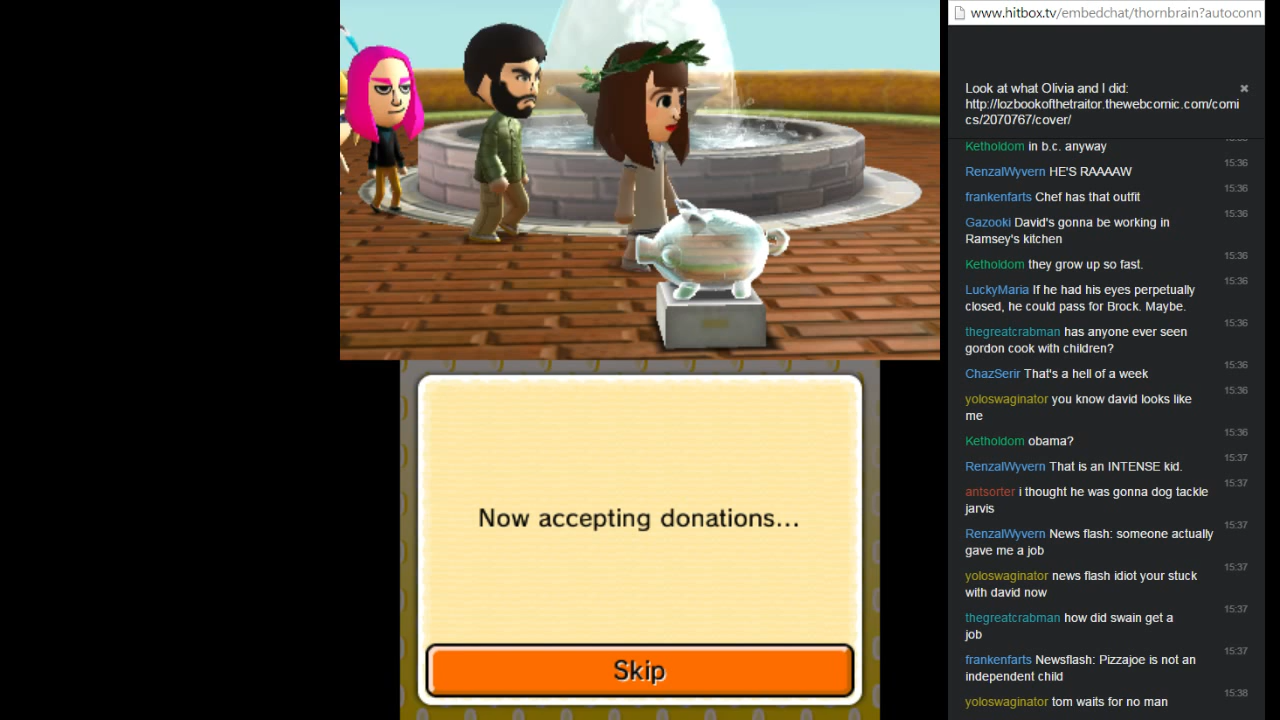 www.hitbox.tv/embedchat/thornbrain?autoconn
Look at what Olivia and I did:
http://lozbookofthetraitor.thewebcomic.com/comi
cs/2070767/cover/
Ketholdom in b.c. anyway
15:36
RenzalWyvern HE'S RAAAAW
15:36
frankenfarts Chef has that outfit
15:36
Gazooki David's gonna be working in
Ramsey's kitchen
15:36
Ketholdom they grow up so fast.
15:36
LuckyMaria If he had his eyes perpetually
closed, he could pass for Brock. Maybe.
15:36
thegreatcrabman has anyone ever seen
gordon cook with children?
15:36
ChazSerir That's a hell of a week
15:36
yoloswaginator you know david looks like
me
15:36
Ketholdom obama?
15:36
RenzalWyvern That is an INTENSE kid.
15:37
antsorter i thought he was gonna dog tackle
jarvis
15:37
RenzalWyvern News flash: someone actually
gave me a job
15:37
yoloswaginator news flash idiot your stuck
with david now
15:37
thegreatcrabman how did swain get a
job
15:37
frankenfarts Newsflash: Pizzajoe is not an
independent child
15:37
yoloswaginator tom waits for no man
15:38
Now accepting donations...
Skip